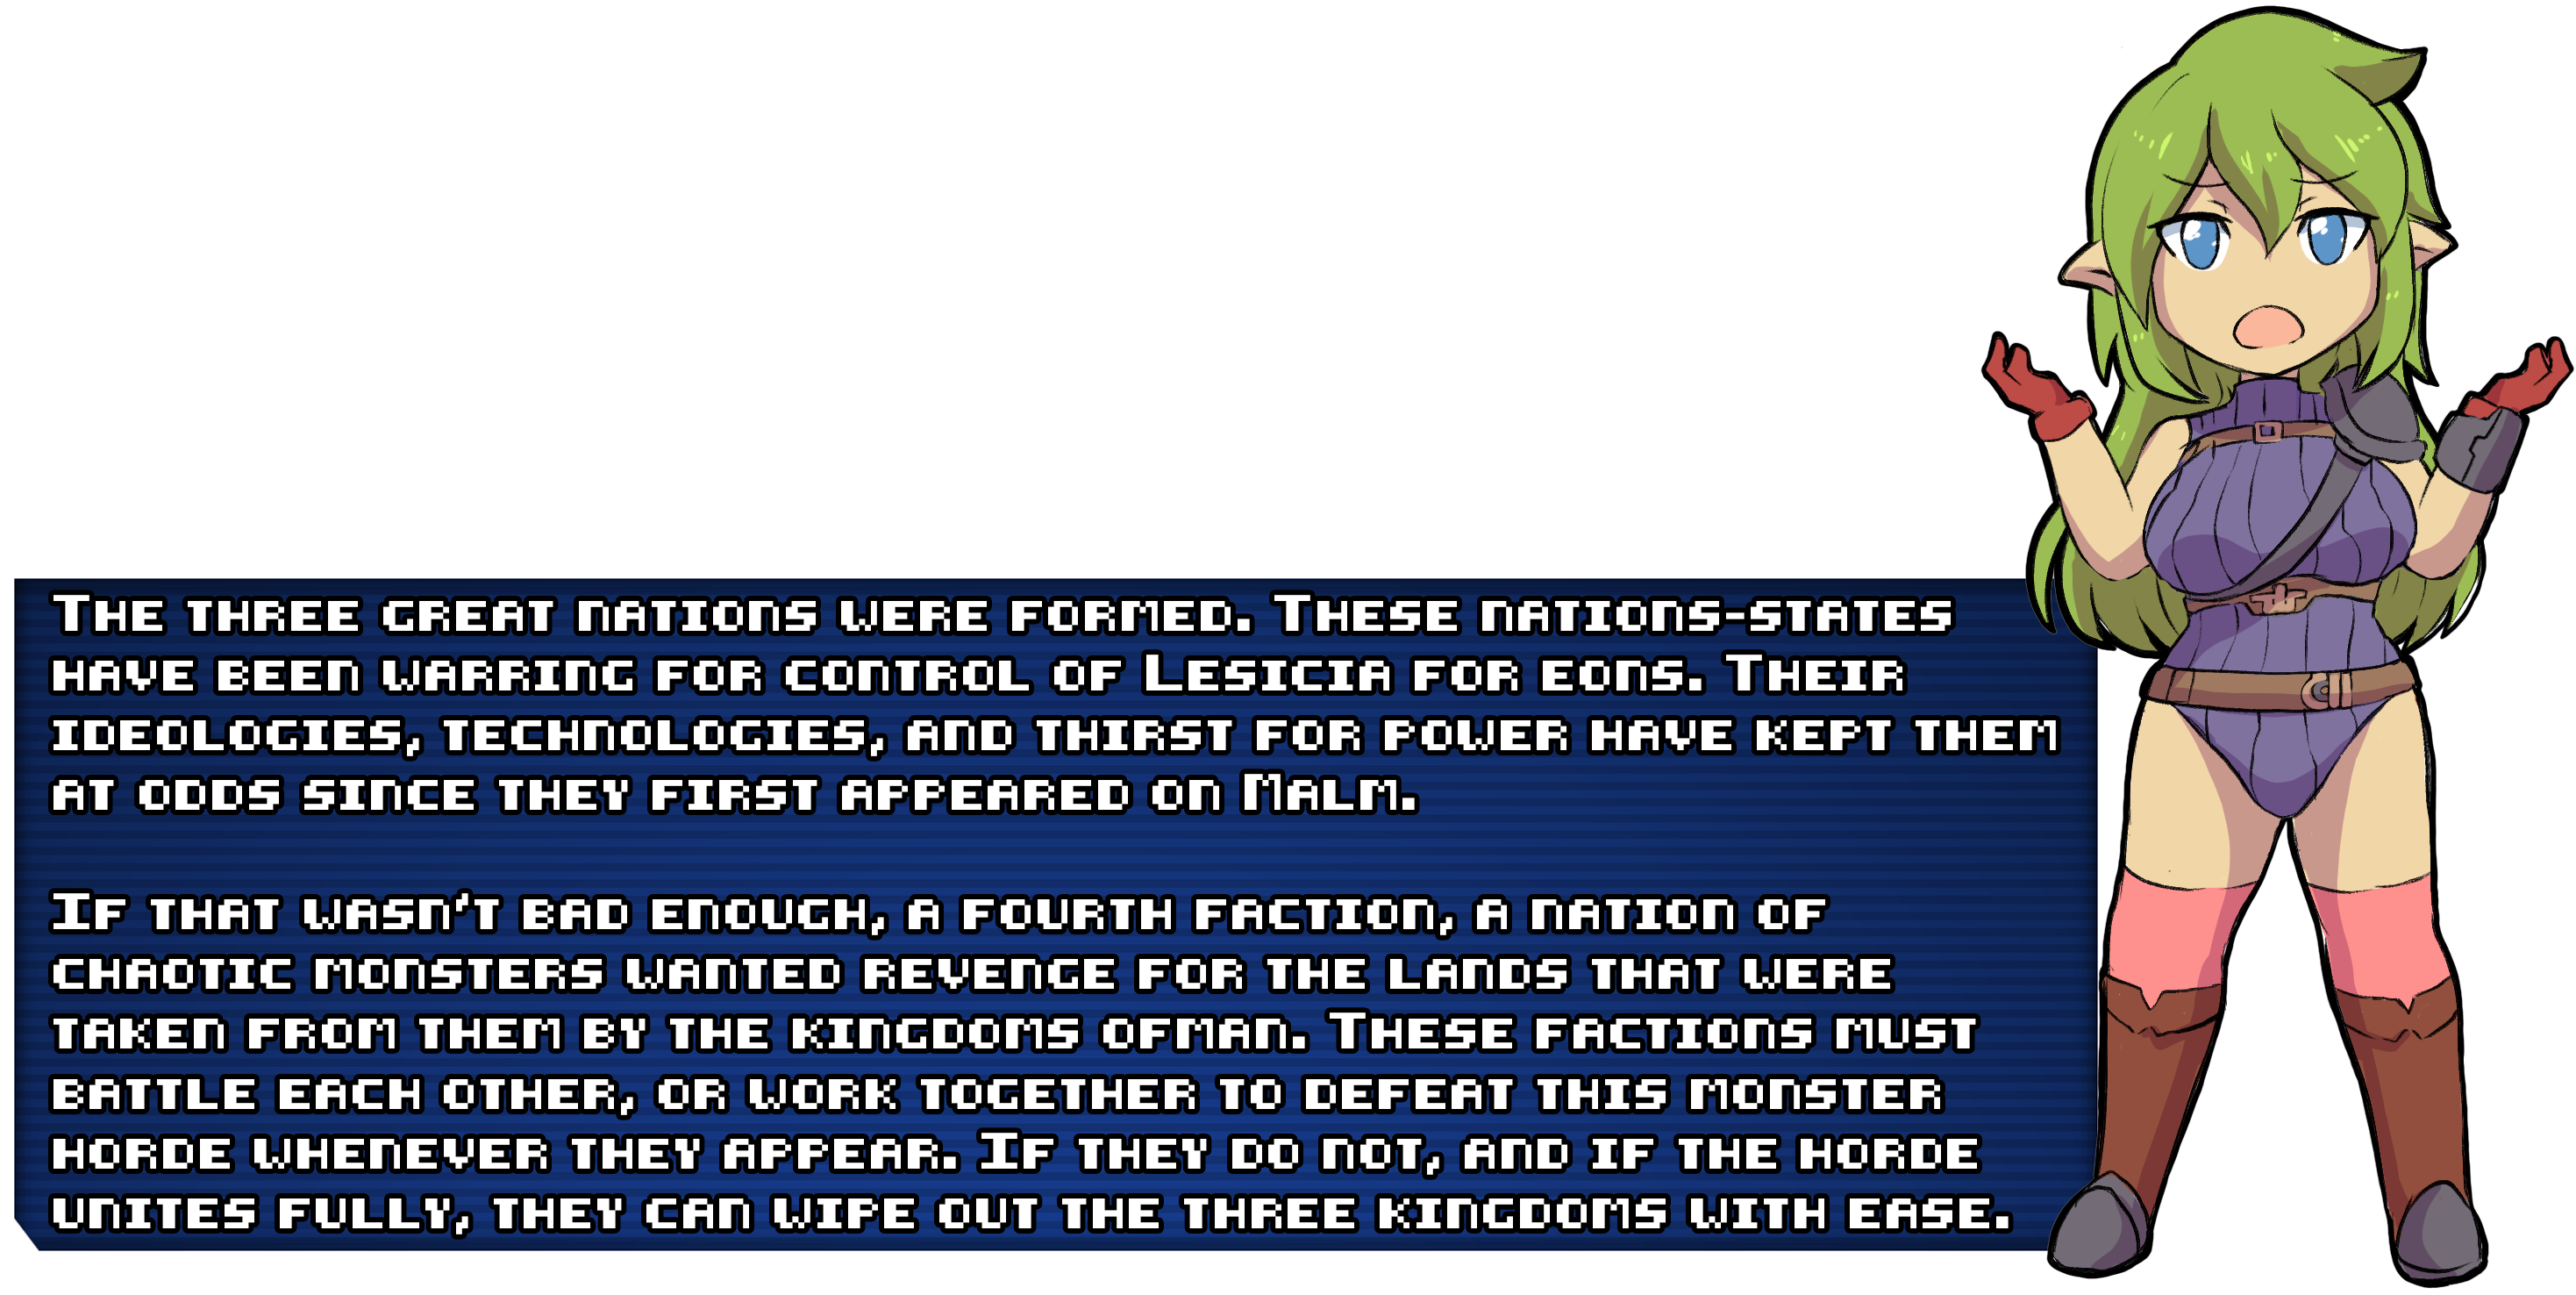 The three great nations were formed. These nations-states
have been warring for control of Lesicia for eons. Their
ideologies, technologies, and thirst for power have kept them
at odds since they first appeared on Malm.
If that wasn't bad enough, a fourth faction, a nation of
chaotic monsters wanted revenge for the lands that were
taken from them by the kingdoms ofman. These factions must
battle each other, or work together to defeat this monster
horde whenever they appear. If they do not, and if the horde
unites fully, they can wipe out the three kingdoms with ease.